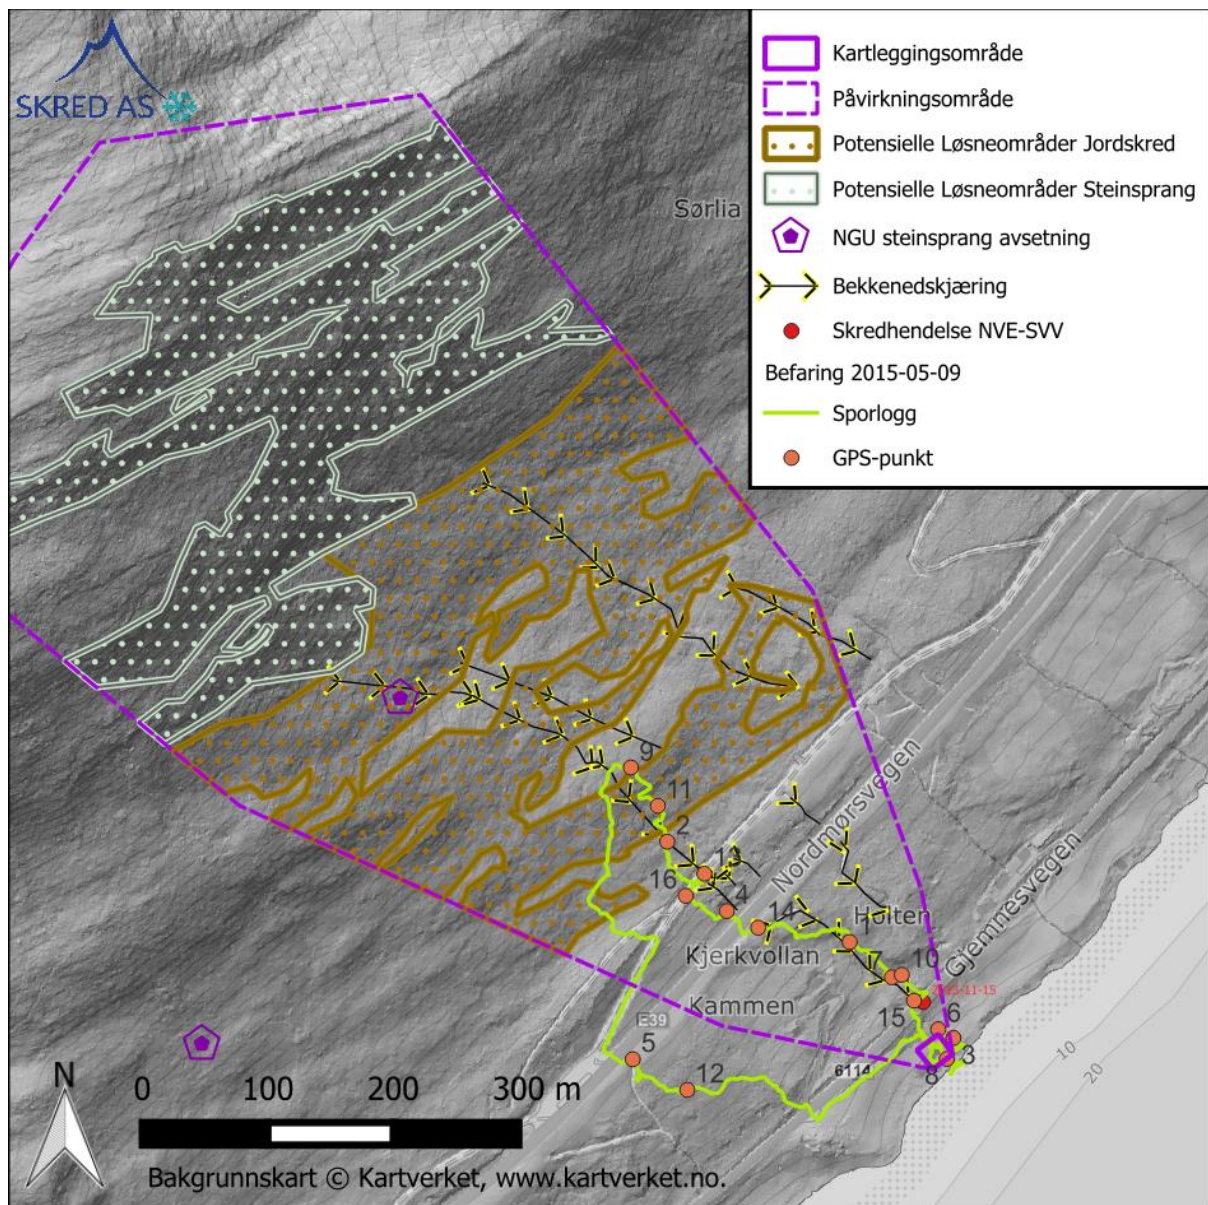 SKRED AS
Kartleggingsområde
Påvirkningsområde
Potensielle Løsneområder Jordskred
Potensielle Løsneområder Steinsprang
NGU steinsprang avsetning
Bekkenedskjæring
Skredhendelse NVE-SVV
Befaring 2015-05-09
Sporlogg
GPS-punkt
Sørlia
9
11
2
13
16
4
14
1
Nordmørsvegen
Holten
Kjerkvollan
7
10
Gjemnesvegen
Kammen
15
6
E39
5
12
6114
8
3
10
20
N
0 100 200 300 m
Bakgrunnskart © Kartverket, www.kartverket.no.